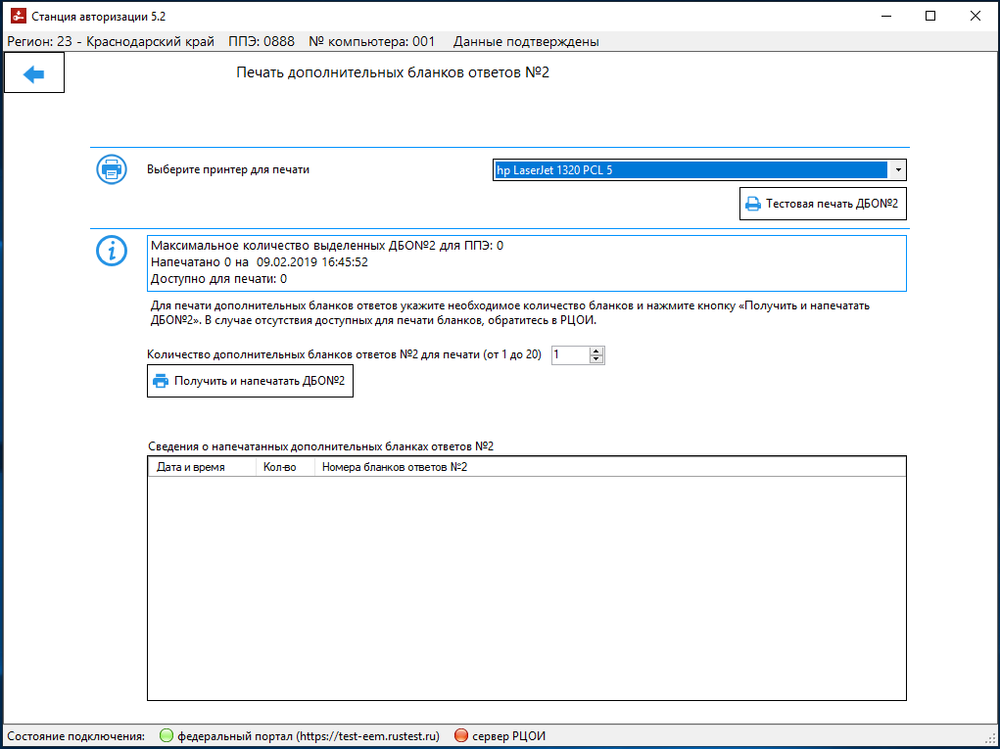 Станция авторизации 5.2
Регион: 23 - Краснодарский край ППЭ: 0888 № компьютера: 001 Данные подтверждены
Печать дополнительных бланков ответов №2
Выберите принтер для печати
hp LaserJet 1320 PCL 5
Тестовая печать ДБО№2
Максимальное количество выделенных ДБО№2 для ППЭ: 0
Напечатано 0 на 09.02.2019 16:45:52
Доступно для печати: 0
Для печати дополнительных бланков ответов укажите необходимое количество бланков и нажмите кнопку «Получить и напечатать
ДБО№2». В случае отсутствия доступных для печати бланков, обратитесь в РЦОИ.
Количество дополнительных бланков ответов №2 для печати (от 1 до 20) 1
Получить и напечатать ДБО№2
Сведения о напечатанных дополнительных бланках ответов №2
Дата и время Кол-во Номера бланков ответов №2
Состояние подключения: федеральный портал (https://test-eem.rustest.ru) сервер РЦОИ